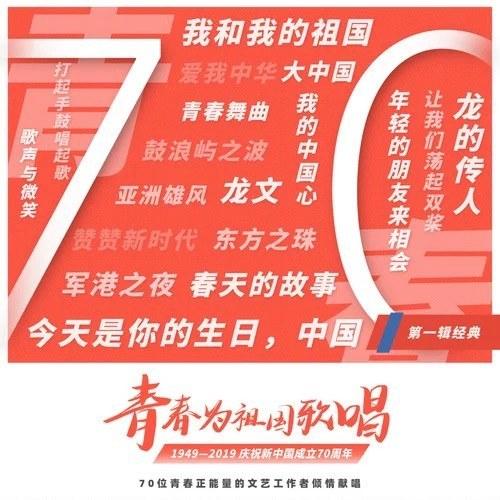 我和我的祖国
爱我中华 大中国
青春舞曲
鼓浪屿之波
亚洲雄风 龙文
赞赞新时代 东方之珠
军港之夜 春天的故事
今天是你的生日，中国
打起手鼓唱起歌
歌声与微笑
我的中国心
年轻的朋友来相会
让我们荡起双桨
龙的传人
70
青春
第一辑经典
青春为祖国歌唱
1949—2019 庆祝新中国成立70周年
70位青春正能量的文艺工作者倾情献唱